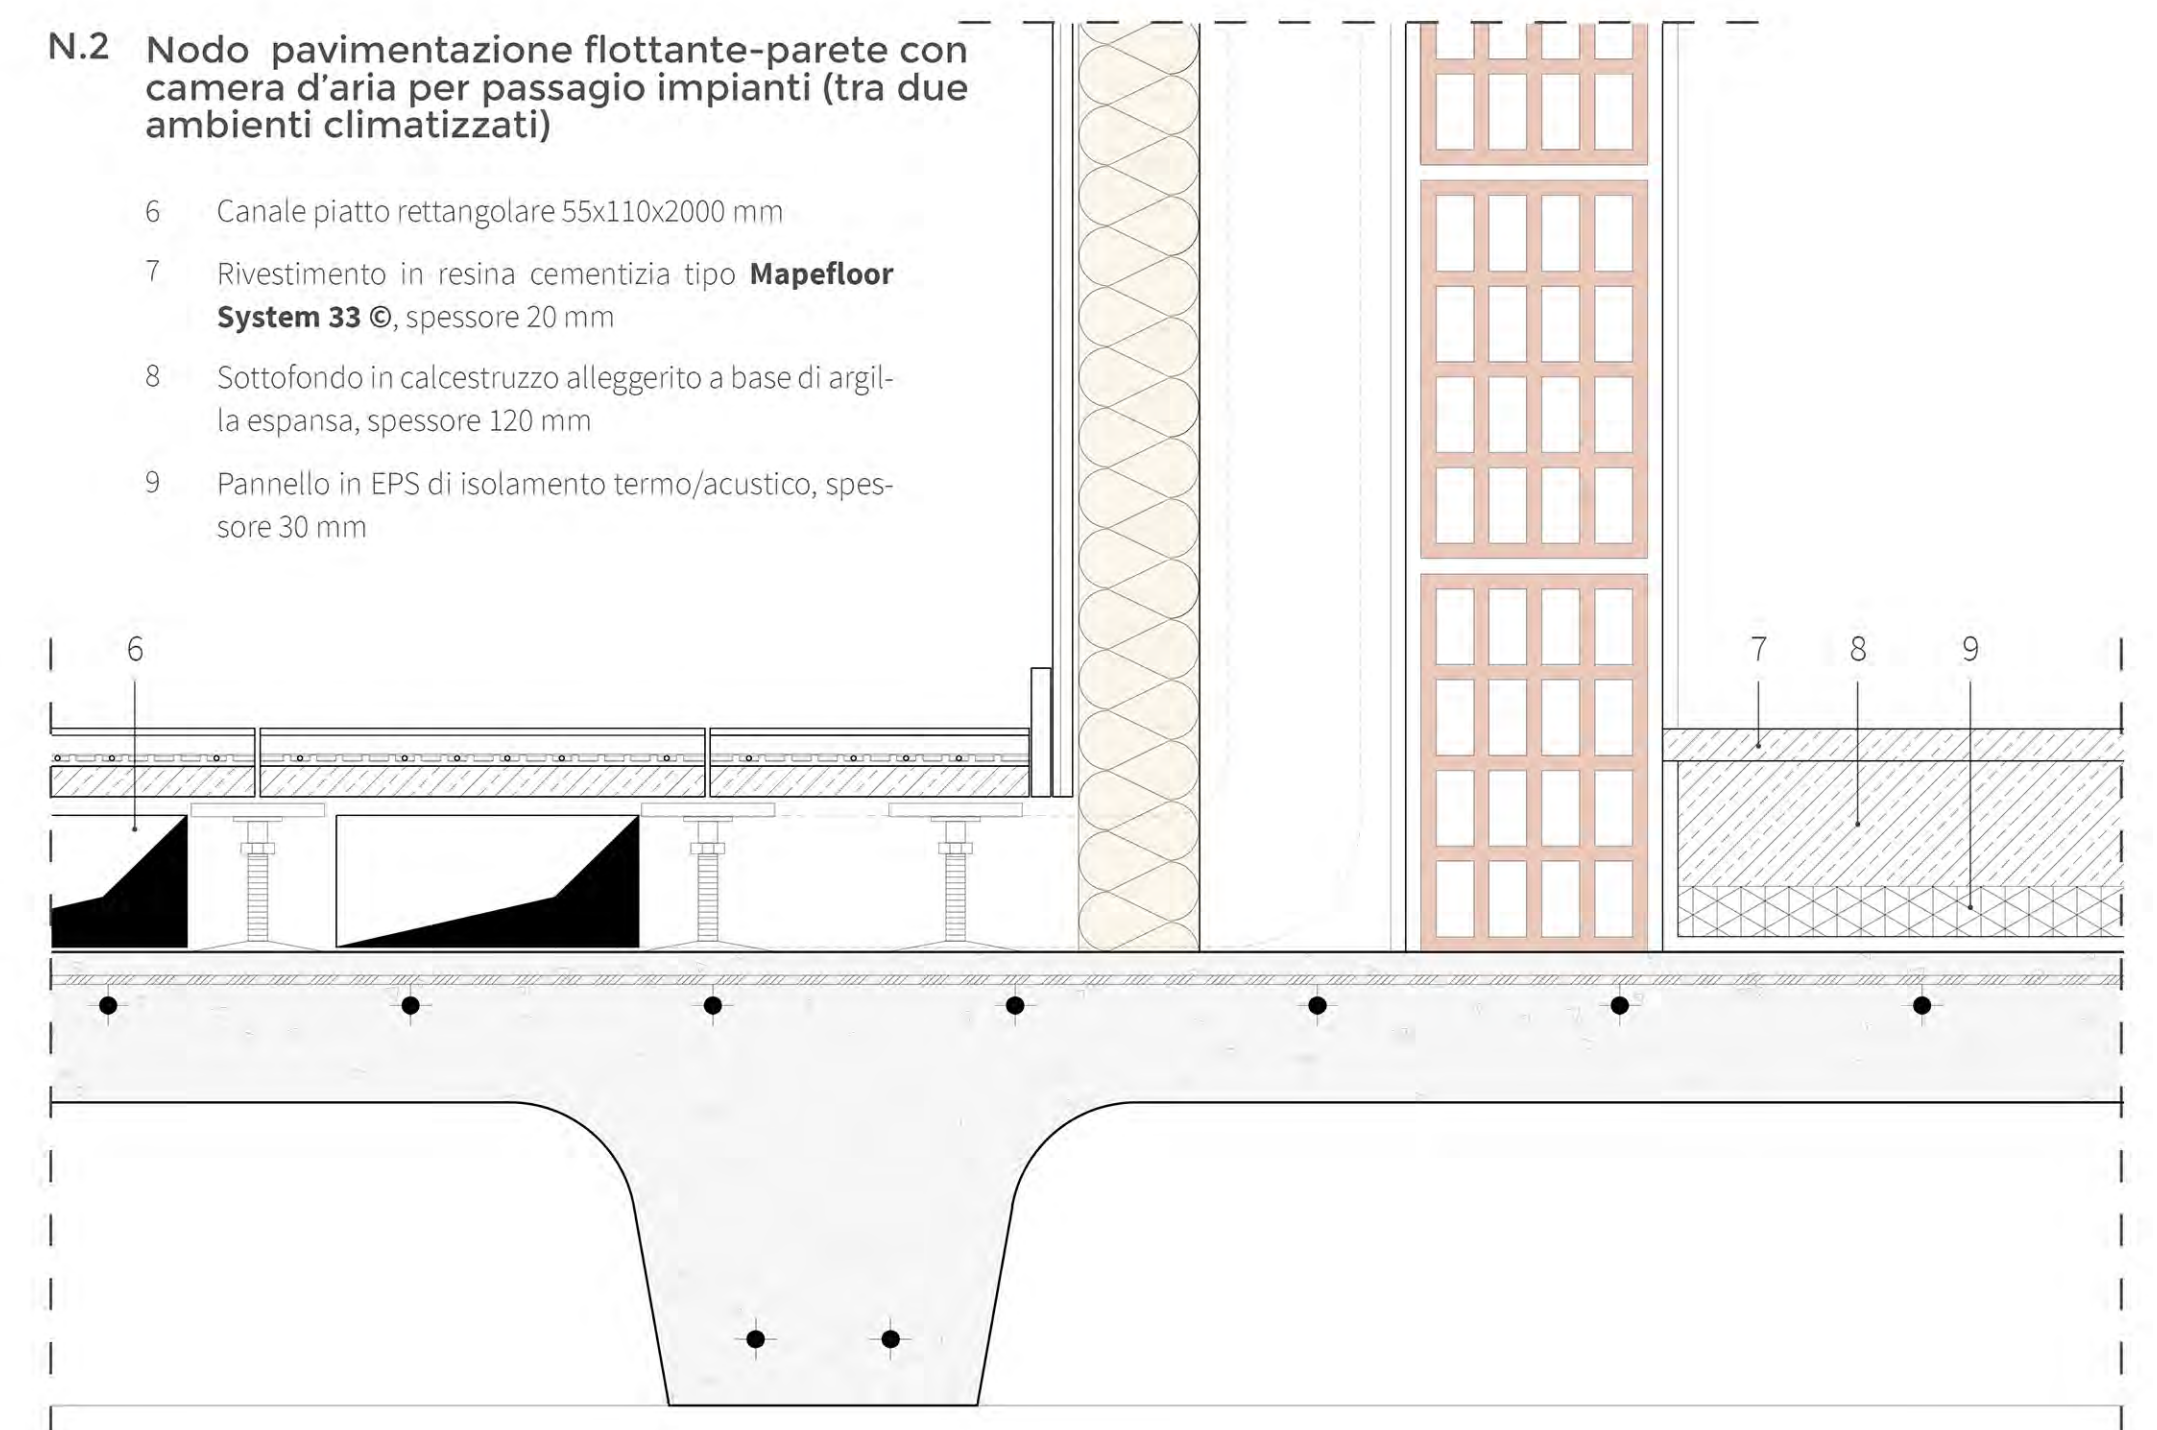 N.2 Nodo pavimentazione flottante-parete con
camera d'aria per passagio impianti (tra due
ambienti climatizzati)
6 Canale piatto rettangolare 55x110x2000 mm
7 Rivestimento in resina cementizia tipo Mapefloor
System 33 ©, spessore 20 mm
8 Sottofondo in calcestruzzo alleggerito a base di argil-
la espansa, spessore 120 mm
9 Pannello in EPS di isolamento termo/acustico, spes-
sore 30 mm
6 7 8 9